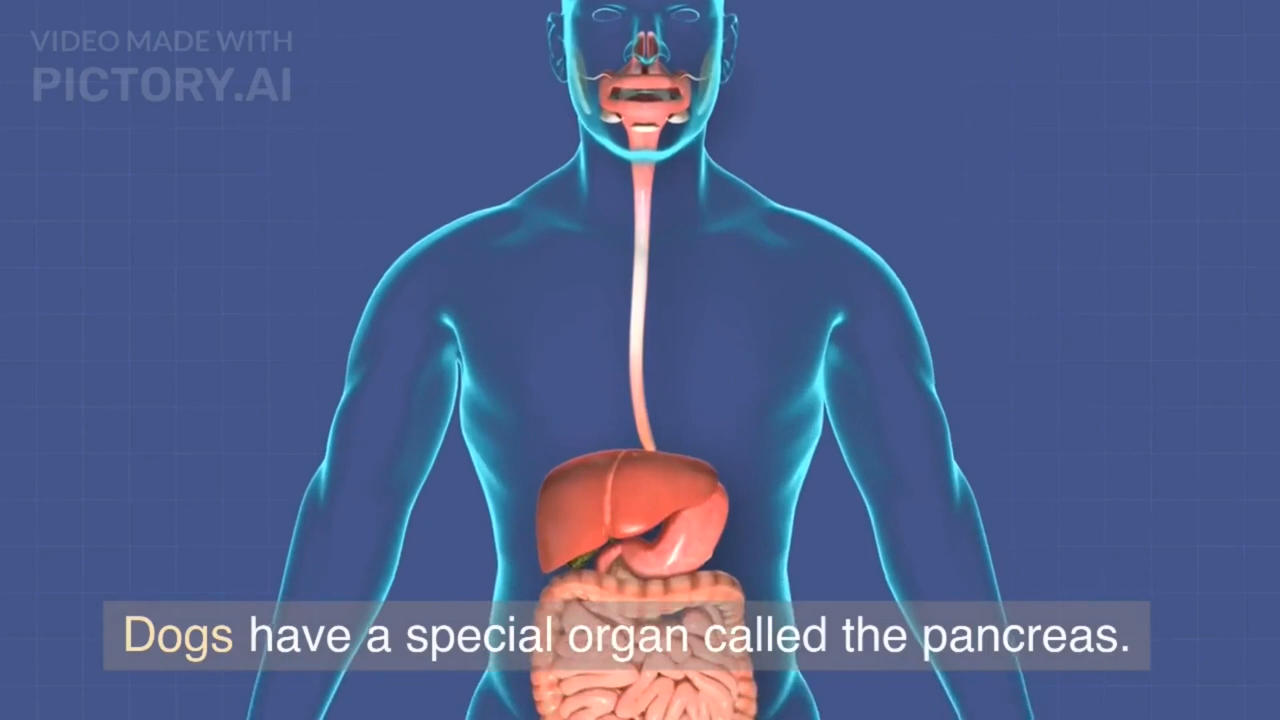 VIDEO MADE WITH
PICTORY.AI
Dogs have a special organ called the pancreas.